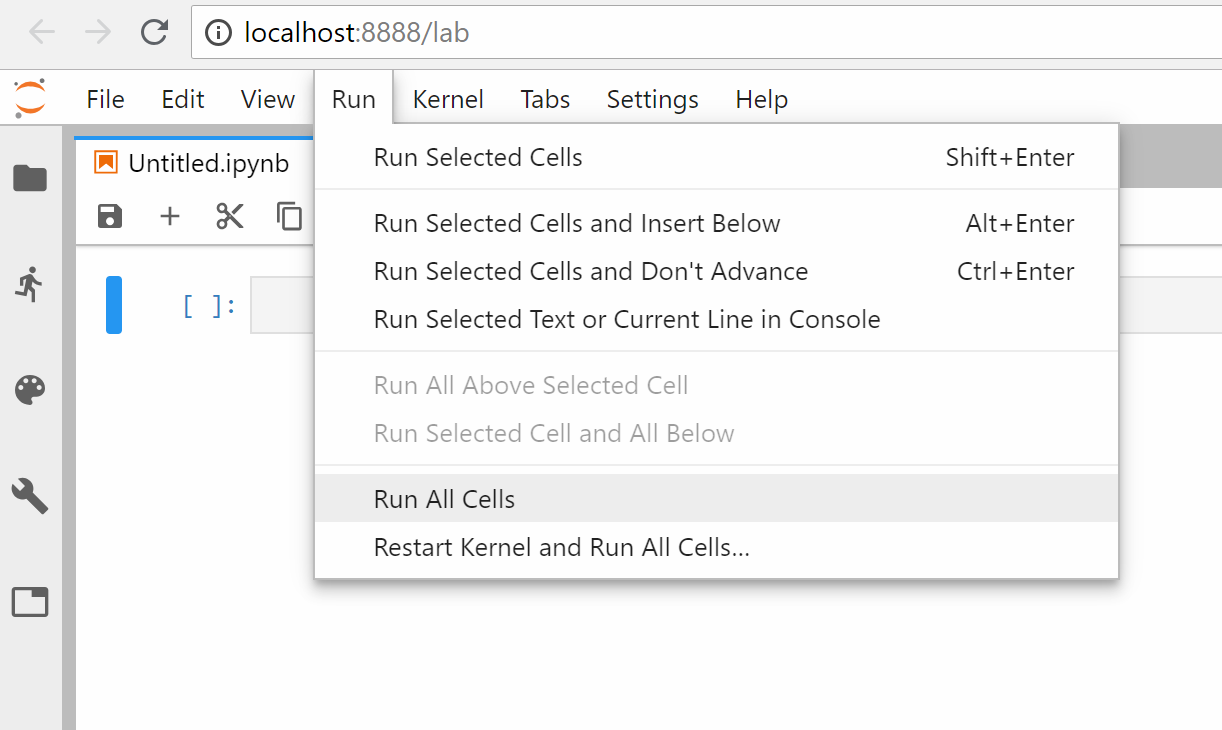 localhost:8888/lab
File Edit View Run Kernel Tabs Settings Help
Untitled.ipynb
[ ]:
Run Selected Cells Shift+Enter
Run Selected Cells and Insert Below Alt+Enter
Run Selected Cells and Don't Advance Ctrl+Enter
Run Selected Text or Current Line in Console
Run All Above Selected Cell
Run Selected Cell and All Below
Run All Cells
Restart Kernel and Run All Cells...